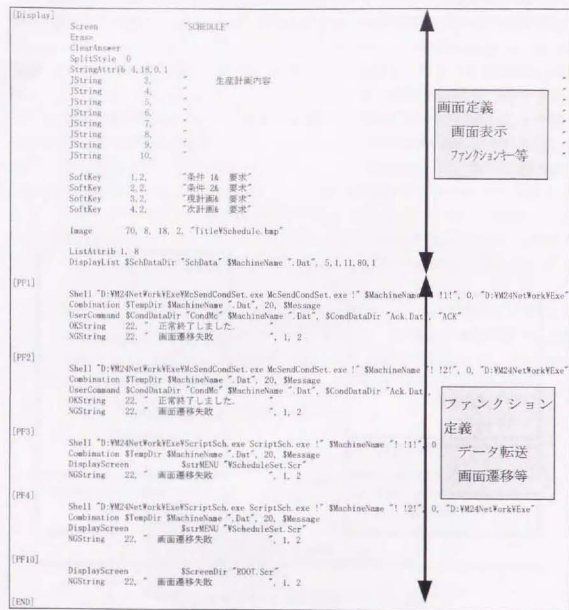 [Display]
Screen "SCHEDULE"
Erase
ClearAnswer
SplitStyle 0
StringAttrib 4,18,0,1
JString 3, " 生産計画内容
JString 4, "
JString 5, "
JString 6, "
JString 7, "
JString 8, "
JString 9, "
JString 10, "
SoftKey 1,2, "条件 1& 要求"
SoftKey 2,2, "条件 2& 要求"
SoftKey 3,2, "現計画& 要求"
SoftKey 4,2, "次計画& 要求"
Image 70, 8, 18, 2, "Title¥Schedule.bmp"
ListAttrib 1, 8
DisplayList $SchDataDir "SchData" $MachineName ".Dat", 5,1,11,80,1
画面定義
画面表示
ファンクションキー等
[PF1]
Shell "D:¥M24NetWork¥Exe¥McSendCondSet.exe McSendCondSet.exe !" $MachineName "! !1!", 0, "D:¥M24NetWork¥Exe"
Combination $TempDir $MachineName ".Dat", 20, $Message
UserCommand $CondDataDir "CondMc" $MachineName ".Dat", $CondDataDir "Ack.Dat", "ACK"
OKString 22, " 正常終了しました. "
NGString 22, " 画面遷移失敗 ", 1, 2
[PF2]
Shell "D:¥M24NetWork¥Exe¥McSendCondSet.exe McSendCondSet.exe !" $MachineName "! !2!", 0, "D:¥M24NetWork¥Exe"
Combination $TempDir $MachineName ".Dat", 20, $Message
UserCommand $CondDataDir "CondMc" $MachineName ".Dat", $CondDataDir "Ack.Dat
OKString 22, " 正常終了しました. "
NGString 22, " 画面遷移失敗 ", 1, 2
[PF3]
Shell "D:¥M24NetWork¥Exe¥ScriptSch.exe ScriptSch.exe !" $MachineName "! !1!", 0
Combination $TempDir $MachineName ".Dat", 20, $Message
DisplayScreen $strMENU "¥ScheduleSet.Scr"
NGString 22, " 画面遷移失敗 ", 1, 2
ファンクション
定義
データ転送
画面遷移等
[PF4]
Shell "D:¥M24NetWork¥Exe¥ScriptSch.exe ScriptSch.exe !" $MachineName "! !2!", 0, "D:¥M24NetWork¥Exe"
Combination $TempDir $MachineName ".Dat", 20, $Message
DisplayScreen $strMENU "¥ScheduleSet.Scr"
NGString 22, " 画面遷移失敗 ", 1, 2
[PF10]
DisplayScreen $ScreenDir "ROOT.Scr"
NGString 22, " 画面遷移失敗 ", 1, 2
[END]